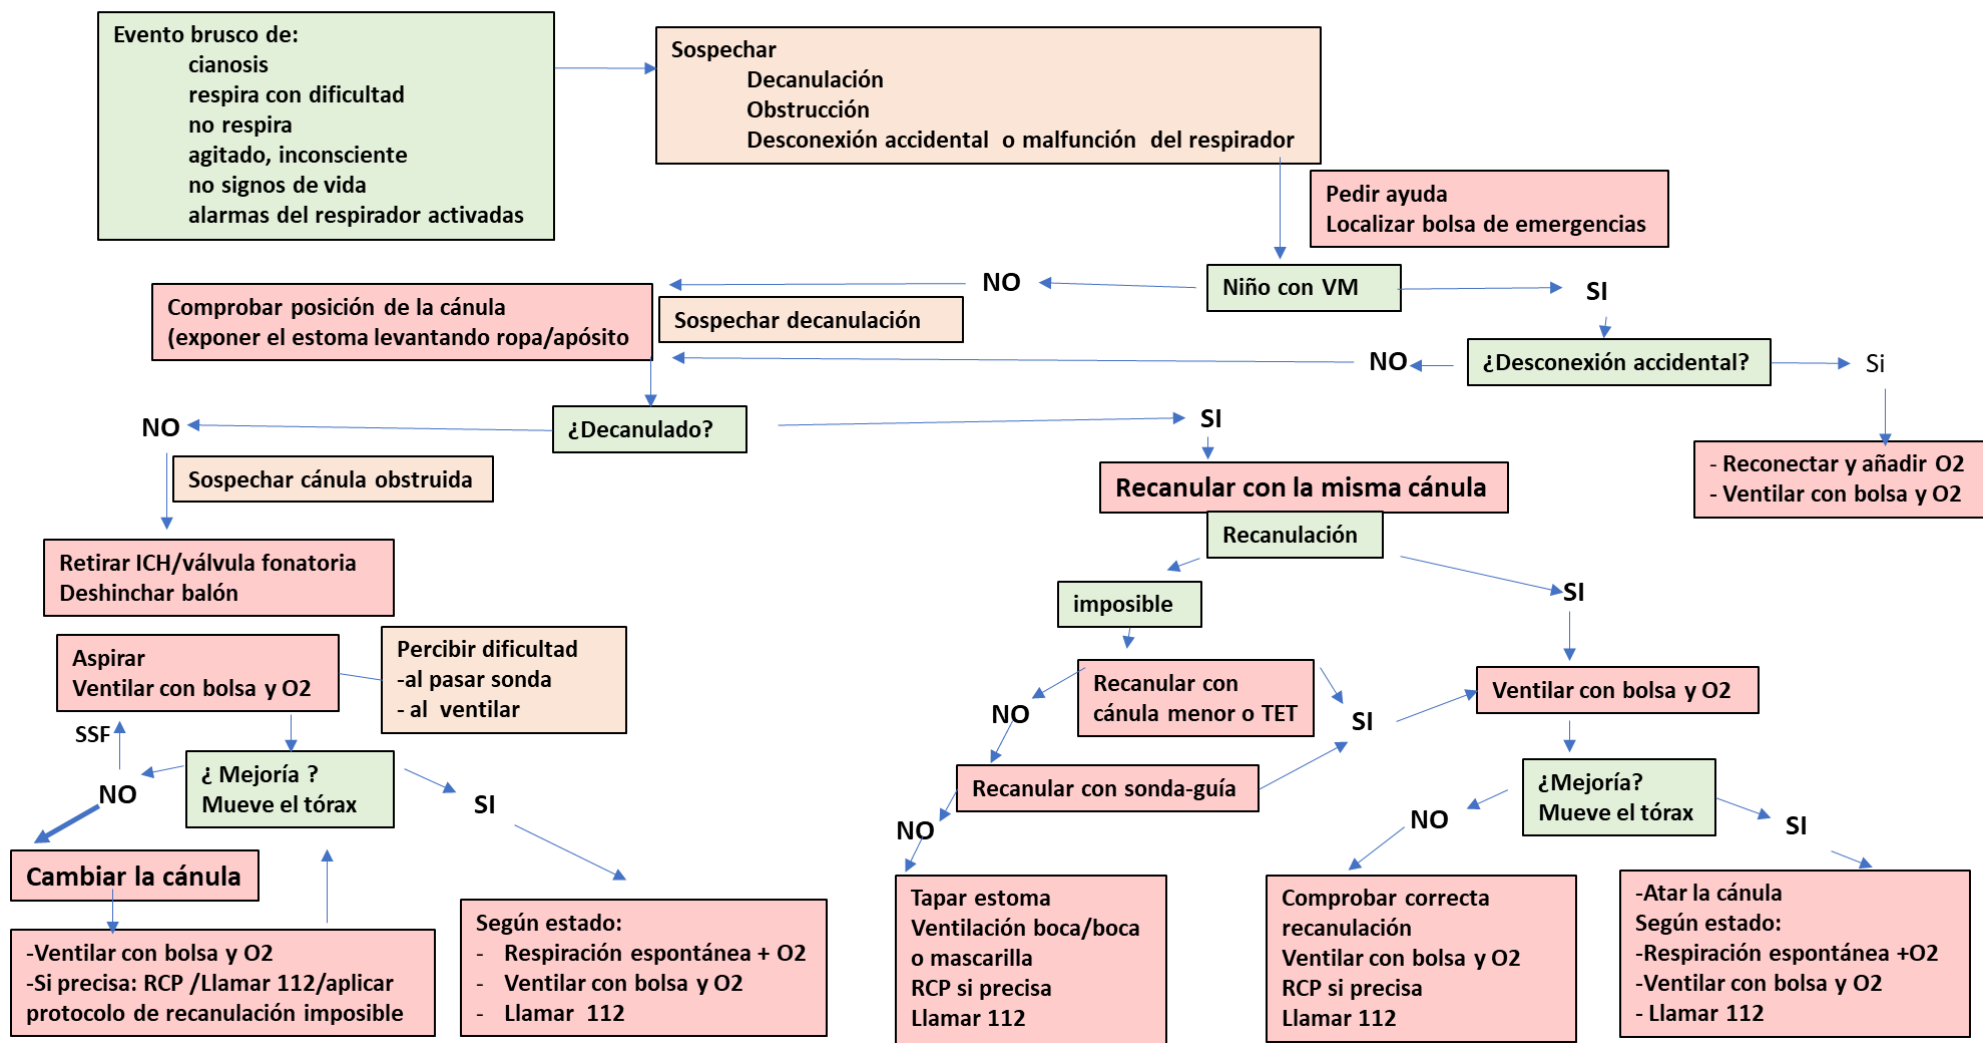 Evento brusco de:
cianosis
respira con dificultad
no respira
agitado, inconsciente
no signos de vida
alarmas del respirador activadas
Sospechar
Decanulación
Obstrucción
Desconexión accidental o malfunción del respirador
Pedir ayuda
Localizar bolsa de emergencias
Niño con VM
NO
SI
Comprobar posición de la cánula
(exponer el estoma levantando ropa/apósito
Sospechar decanulación
¿Desconexión accidental?
NO
Si
- Reconectar y añadir O2
- Ventilar con bolsa y O2
¿Decanulado?
NO
SI
Sospechar cánula obstruida
Retirar ICH/válvula fonatoria
Deshinchar balón
Aspirar
Ventilar con bolsa y O2
Percibir dificultad
-al pasar sonda
- al ventilar
SSF
¿ Mejoría ?
Mueve el tórax
NO
SI
Cambiar la cánula
-Ventilar con bolsa y O2
-Si precisa: RCP /Llamar 112/aplicar
protocolo de recanulación imposible
Según estado:
- Respiración espontánea + O2
- Ventilar con bolsa y O2
- Llamar 112
Recanular con la misma cánula
Recanulación
imposible
SI
Recanular con
cánula menor o TET
NO
SI
Recanular con sonda-guía
NO
Tapar estoma
Ventilación boca/boca
o mascarilla
RCP si precisa
Llamar 112
Ventilar con bolsa y O2
¿Mejoría?
Mueve el tórax
NO
SI
Comprobar correcta
recanulación
Ventilar con bolsa y O2
RCP si precisa
Llamar 112
-Atar la cánula
Según estado:
-Respiración espontánea +O2
-Ventilar con bolsa y O2
- Llamar 112